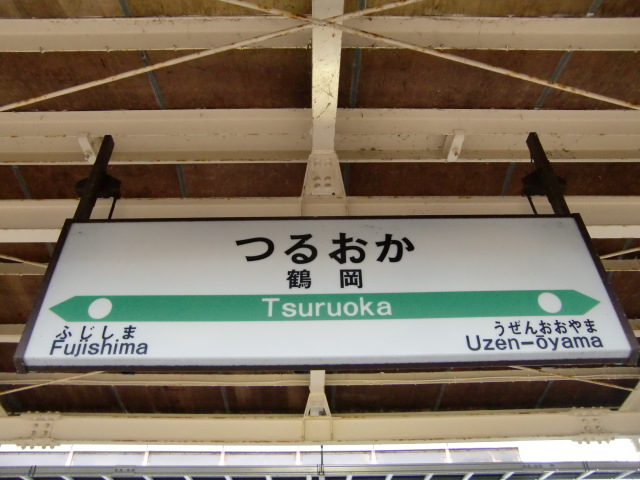 つるおか
鶴岡
Tsuruoka
ふじしま
Fujishima
うぜんおおやま
Uzen-ōyama